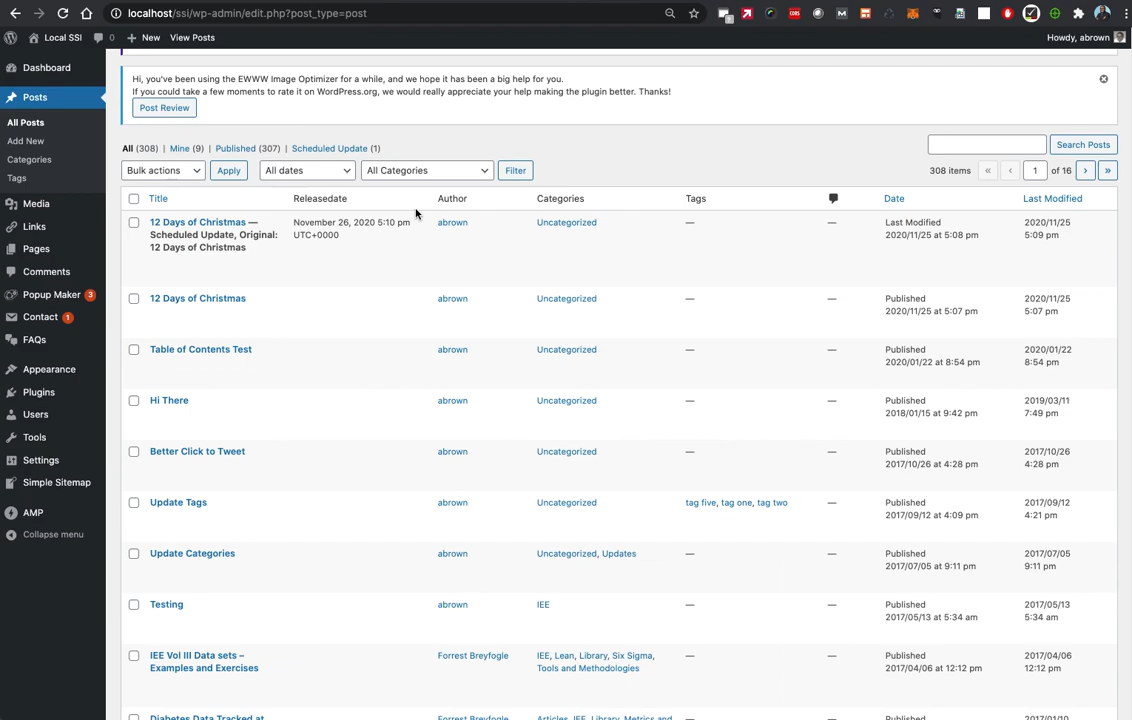 localhost/ssi/wp-admin/edit.php?post_type=post
Local SSI 0 New View Posts Howdy, abrown
Dashboard
Posts
All Posts
Add New
Categories
Tags
Media
Links
Pages
Comments
Popup Maker 3
Contact 1
FAQs
Appearance
Plugins
Users
Tools
Settings
Simple Sitemap
AMP
Collapse menu
Hi, you've been using the EWWW Image Optimizer for a while, and we hope it has been a big help for you.
If you could take a few moments to rate it on WordPress.org, we would really appreciate your help making the plugin better. Thanks!
Post Review
All (308) | Mine (9) | Published (307) | Scheduled Update (1)
Search Posts
Bulk actions Apply All dates All Categories Filter 308 items « ‹ 1 of 16 › »
Title Releasedate Author Categories Tags Date Last Modified
12 Days of Christmas — November 26, 2020 5:10 pm abrown Uncategorized — — Last Modified 2020/11/25
Scheduled Update, Original: UTC+0000 2020/11/25 at 5:08 pm 5:09 pm
12 Days of Christmas
12 Days of Christmas abrown Uncategorized — — Published 2020/11/25
2020/11/25 at 5:07 pm 5:07 pm
Table of Contents Test abrown Uncategorized — — Published 2020/01/22
2020/01/22 at 8:54 pm 8:54 pm
Hi There abrown Uncategorized — — Published 2019/03/11
2018/01/15 at 9:42 pm 7:49 pm
Better Click to Tweet abrown Uncategorized — — Published 2017/10/26
2017/10/26 at 4:28 pm 4:28 pm
Update Tags abrown Uncategorized tag five, tag one, tag two — Published 2017/09/12
2017/09/12 at 4:09 pm 4:21 pm
Update Categories abrown Uncategorized, Updates — — Published 2017/07/05
2017/07/05 at 9:11 pm 9:11 pm
Testing abrown IEE — — Published 2017/05/13
2017/05/13 at 5:34 am 5:34 am
IEE Vol III Data sets – Forrest Breyfogle IEE, Lean, Library, Six Sigma, — — Published 2017/04/06
Examples and Exercises Tools and Methodologies 2017/04/06 at 12:12 pm 12:12 pm
Diabetes Data Tracked at Forrest Breyfogle Articles, IEE, Library, Metrics and Published 2017/01/10